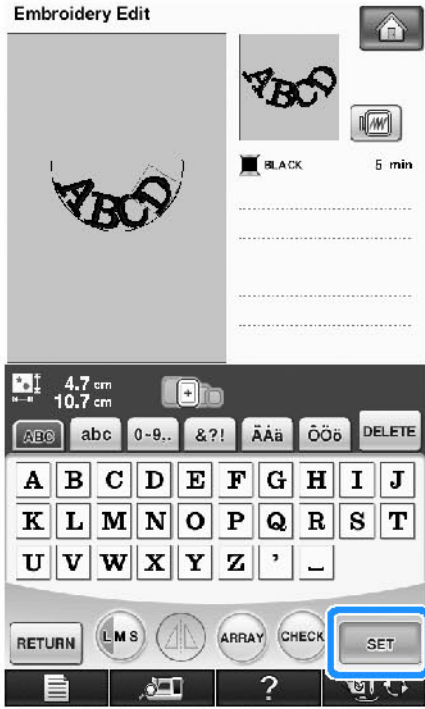 Embroidery Edit
ABCD
ABCD
BLACK 5 min
4.7 cm
10.7 cm
ABC abc 0-9.. &?! ÄÅä ÔÖö DELETE
A B C D E F G H I J
K L M N O P Q R S T
U V W X Y Z ' _
RETURN L M S ARRAY CHECK SET
?